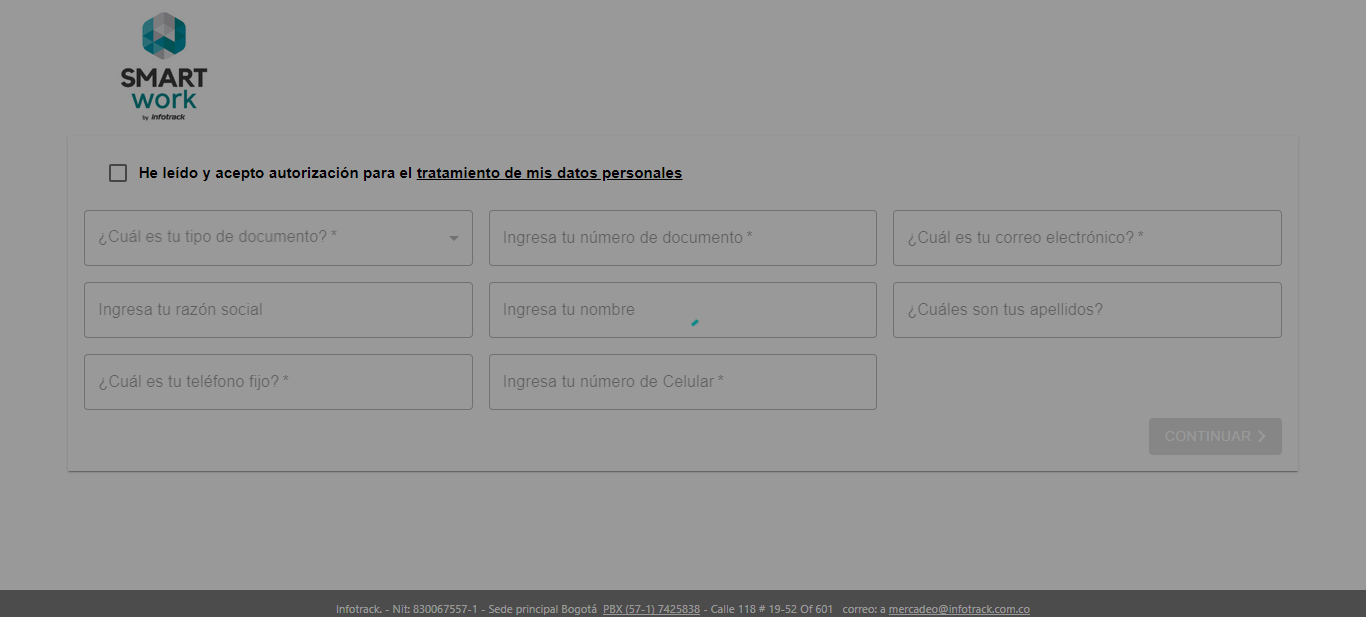 SMART
work
by infotrack
He leído y acepto autorización para el tratamiento de mis datos personales
¿Cuál es tu tipo de documento? *
Ingresa tu número de documento *
¿Cuál es tu correo electrónico? *
Ingresa tu razón social
Ingresa tu nombre
¿Cuáles son tus apellidos?
¿Cuál es tu teléfono fijo? *
Ingresa tu número de Celular *
CONTINUAR
Infotrack. - Nit: 830067557-1 - Sede principal Bogotá PBX (57-1) 7425838 - Calle 118 # 19-52 Of 601 correo: a mercadeo@infotrack.com.co